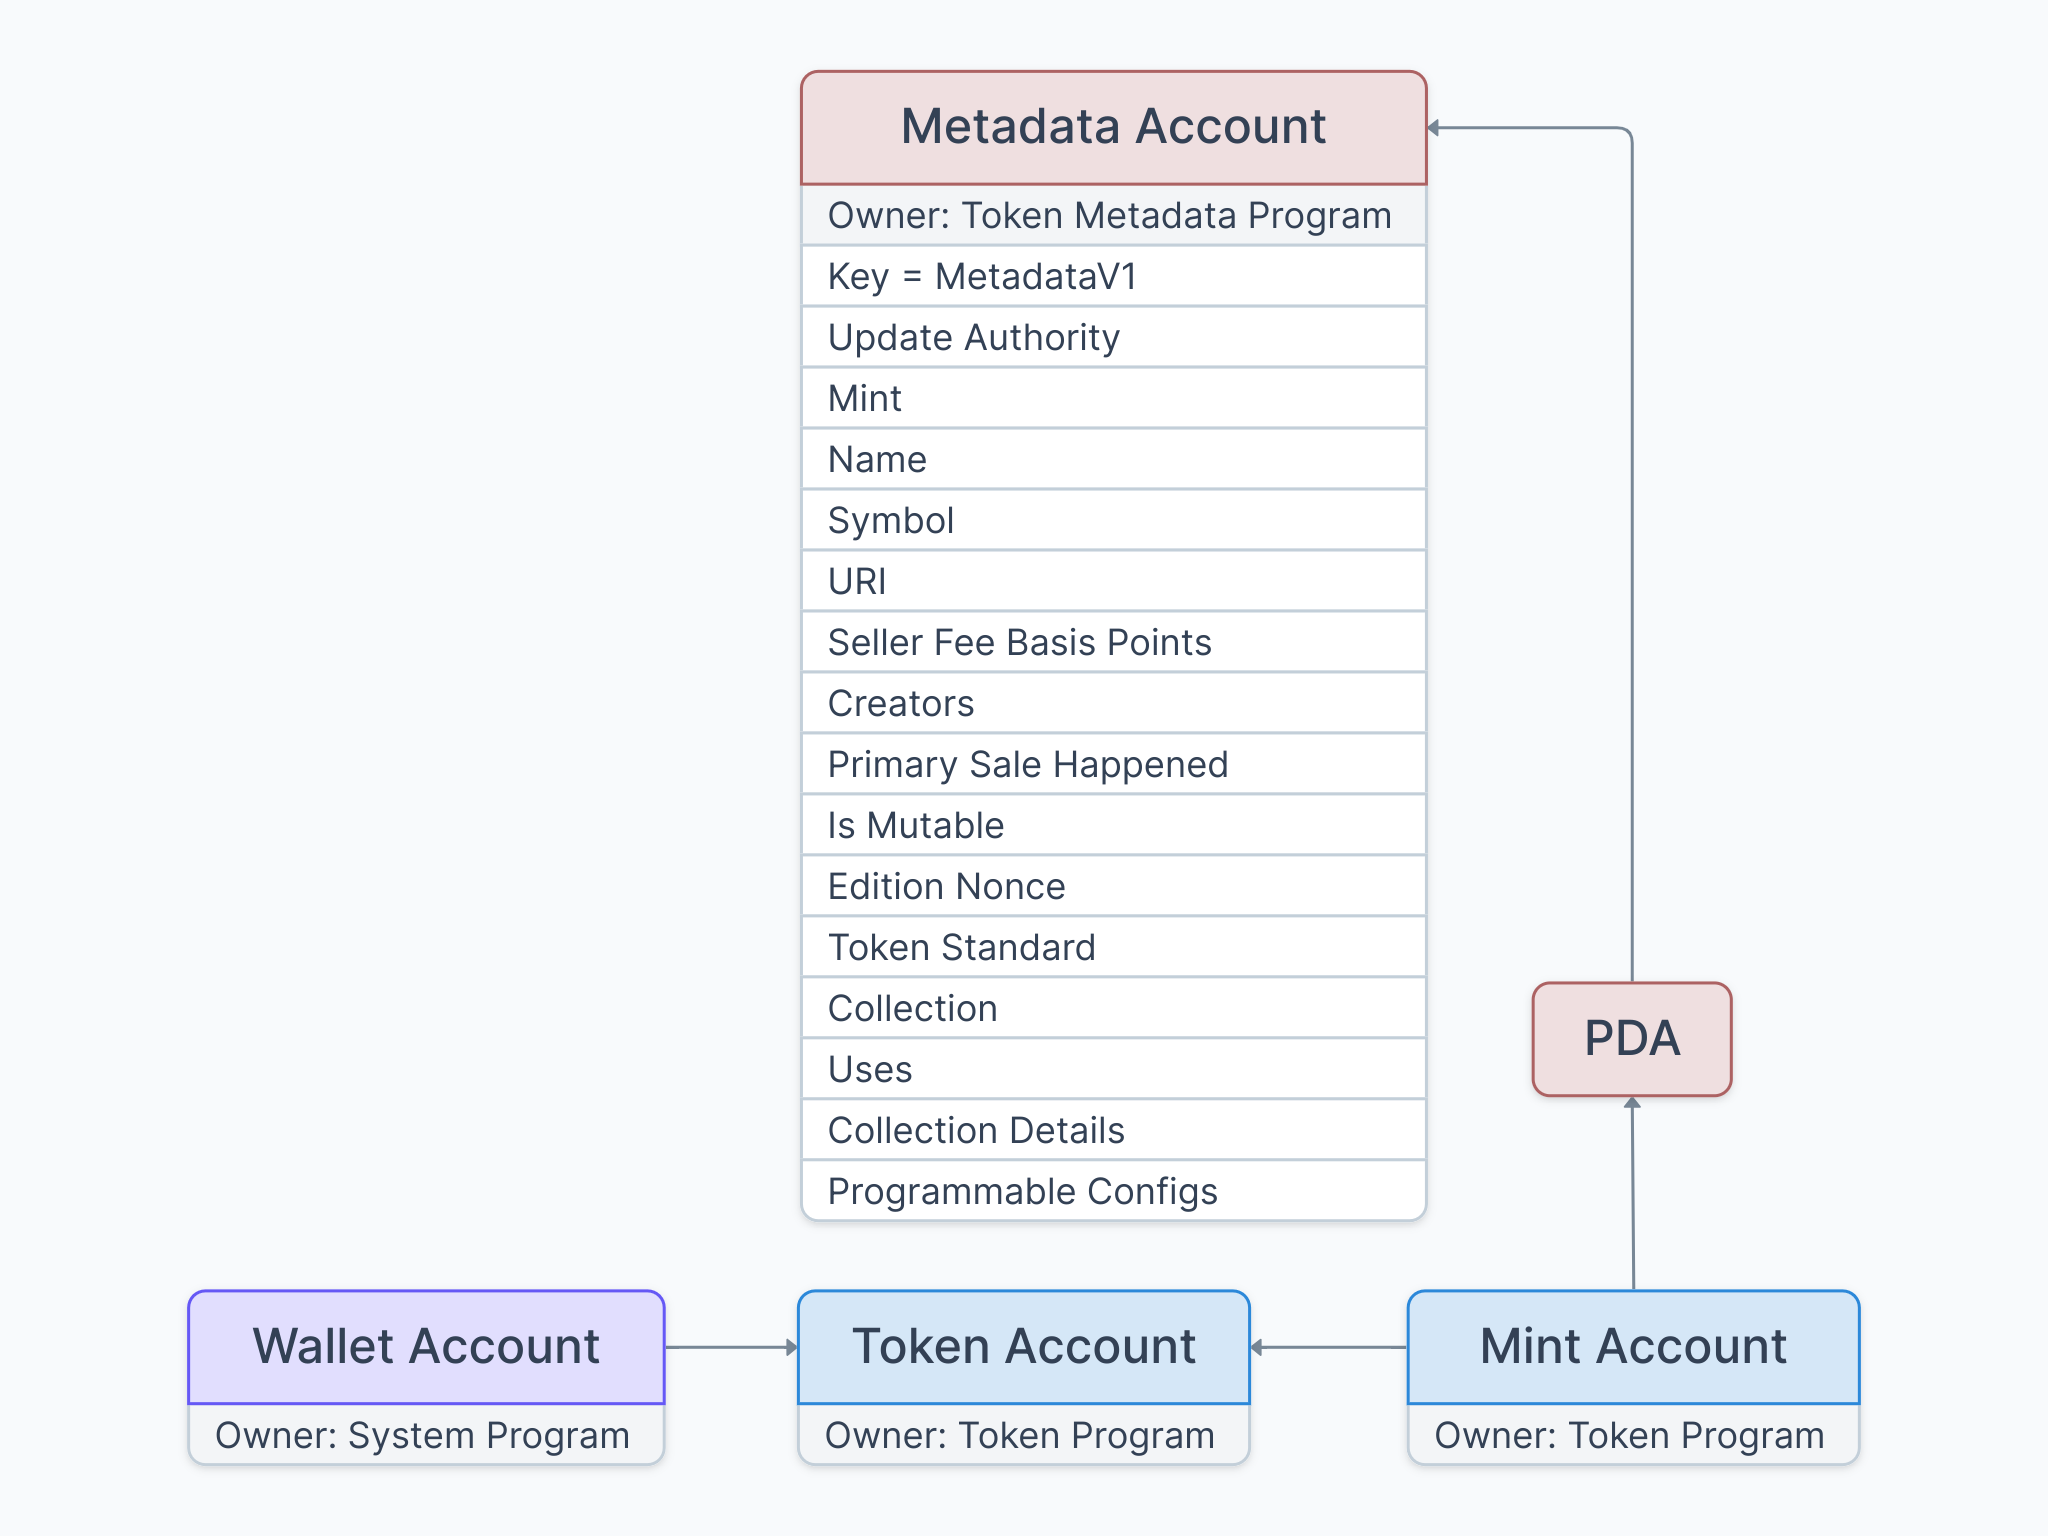 Metadata Account
Owner: Token Metadata Program
Key = MetadataV1
Update Authority
Mint
Name
Symbol
URI
Seller Fee Basis Points
Creators
Primary Sale Happened
Is Mutable
Edition Nonce
Token Standard
Collection
Uses
Collection Details
Programmable Configs
PDA
Wallet Account
Owner: System Program
Token Account
Owner: Token Program
Mint Account
Owner: Token Program